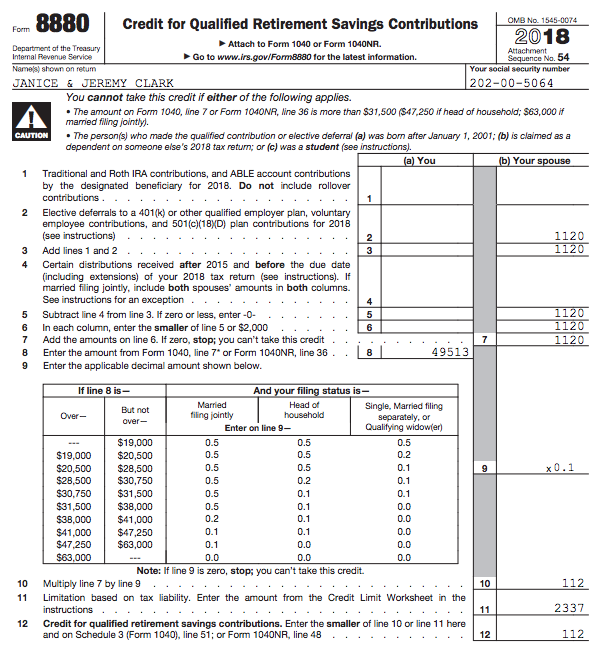 Form 8880
Credit for Qualified Retirement Savings Contributions
OMB No. 1545-0074
2018
Department of the Treasury
Internal Revenue Service
▶ Attach to Form 1040 or Form 1040NR.
▶ Go to www.irs.gov/Form8880 for the latest information.
Attachment
Sequence No. 54
Name(s) shown on return
Your social security number
JANICE & JEREMY CLARK
202-00-5064
CAUTION
You cannot take this credit if either of the following applies.
• The amount on Form 1040, line 7 or Form 1040NR, line 36 is more than $31,500 ($47,250 if head of household; $63,000 if
married filing jointly).
• The person(s) who made the qualified contribution or elective deferral (a) was born after January 1, 2001; (b) is claimed as a
dependent on someone else's 2018 tax return; or (c) was a student (see instructions).
(a) You (b) Your spouse
1 Traditional and Roth IRA contributions, and ABLE account contributions
by the designated beneficiary for 2018. Do not include rollover
contributions . . . . . . . . . . . . . . . . . . 1
2 Elective deferrals to a 401(k) or other qualified employer plan, voluntary
employee contributions, and 501(c)(18)(D) plan contributions for 2018
(see instructions) . . . . . . . . . . . . . . . . 2 1120
3 Add lines 1 and 2 . . . . . . . . . . . . . . . . 3 1120
4 Certain distributions received after 2015 and before the due date
(including extensions) of your 2018 tax return (see instructions). If
married filing jointly, include both spouses' amounts in both columns.
See instructions for an exception . . . . . . . . . . . 4
5 Subtract line 4 from line 3. If zero or less, enter -0- . . . . . . 5 1120
6 In each column, enter the smaller of line 5 or $2,000 . . . . . . 6 1120
7 Add the amounts on line 6. If zero, stop; you can't take this credit . . . . . . . . . . . . 7 1120
8 Enter the amount from Form 1040, line 7* or Form 1040NR, line 36 . . 8 49513
9 Enter the applicable decimal amount shown below.
If line 8 is— And your filing status is—
Over— But not over— Married filing jointly Head of household Single, Married filing separately, or Qualifying widow(er)
Enter on line 9—
--- $19,000 0.5 0.5 0.5
$19,000 $20,500 0.5 0.5 0.2
$20,500 $28,500 0.5 0.5 0.1
$28,500 $30,750 0.5 0.2 0.1
$30,750 $31,500 0.5 0.1 0.1
$31,500 $38,000 0.5 0.1 0.0
$38,000 $41,000 0.2 0.1 0.0
$41,000 $47,250 0.1 0.1 0.0
$47,250 $63,000 0.1 0.0 0.0
$63,000 --- 0.0 0.0 0.0
9 x0.1
Note: If line 9 is zero, stop; you can't take this credit.
10 Multiply line 7 by line 9 . . . . . . . . . . . . . . . . . . . . . . . 10 112
11 Limitation based on tax liability. Enter the amount from the Credit Limit Worksheet in the
instructions . . . . . . . . . . . . . . . . . . . . . . . . . . . 11 2337
12 Credit for qualified retirement savings contributions. Enter the smaller of line 10 or line 11 here
and on Schedule 3 (Form 1040), line 51; or Form 1040NR, line 48 . . . . . . . . . . . 12 112